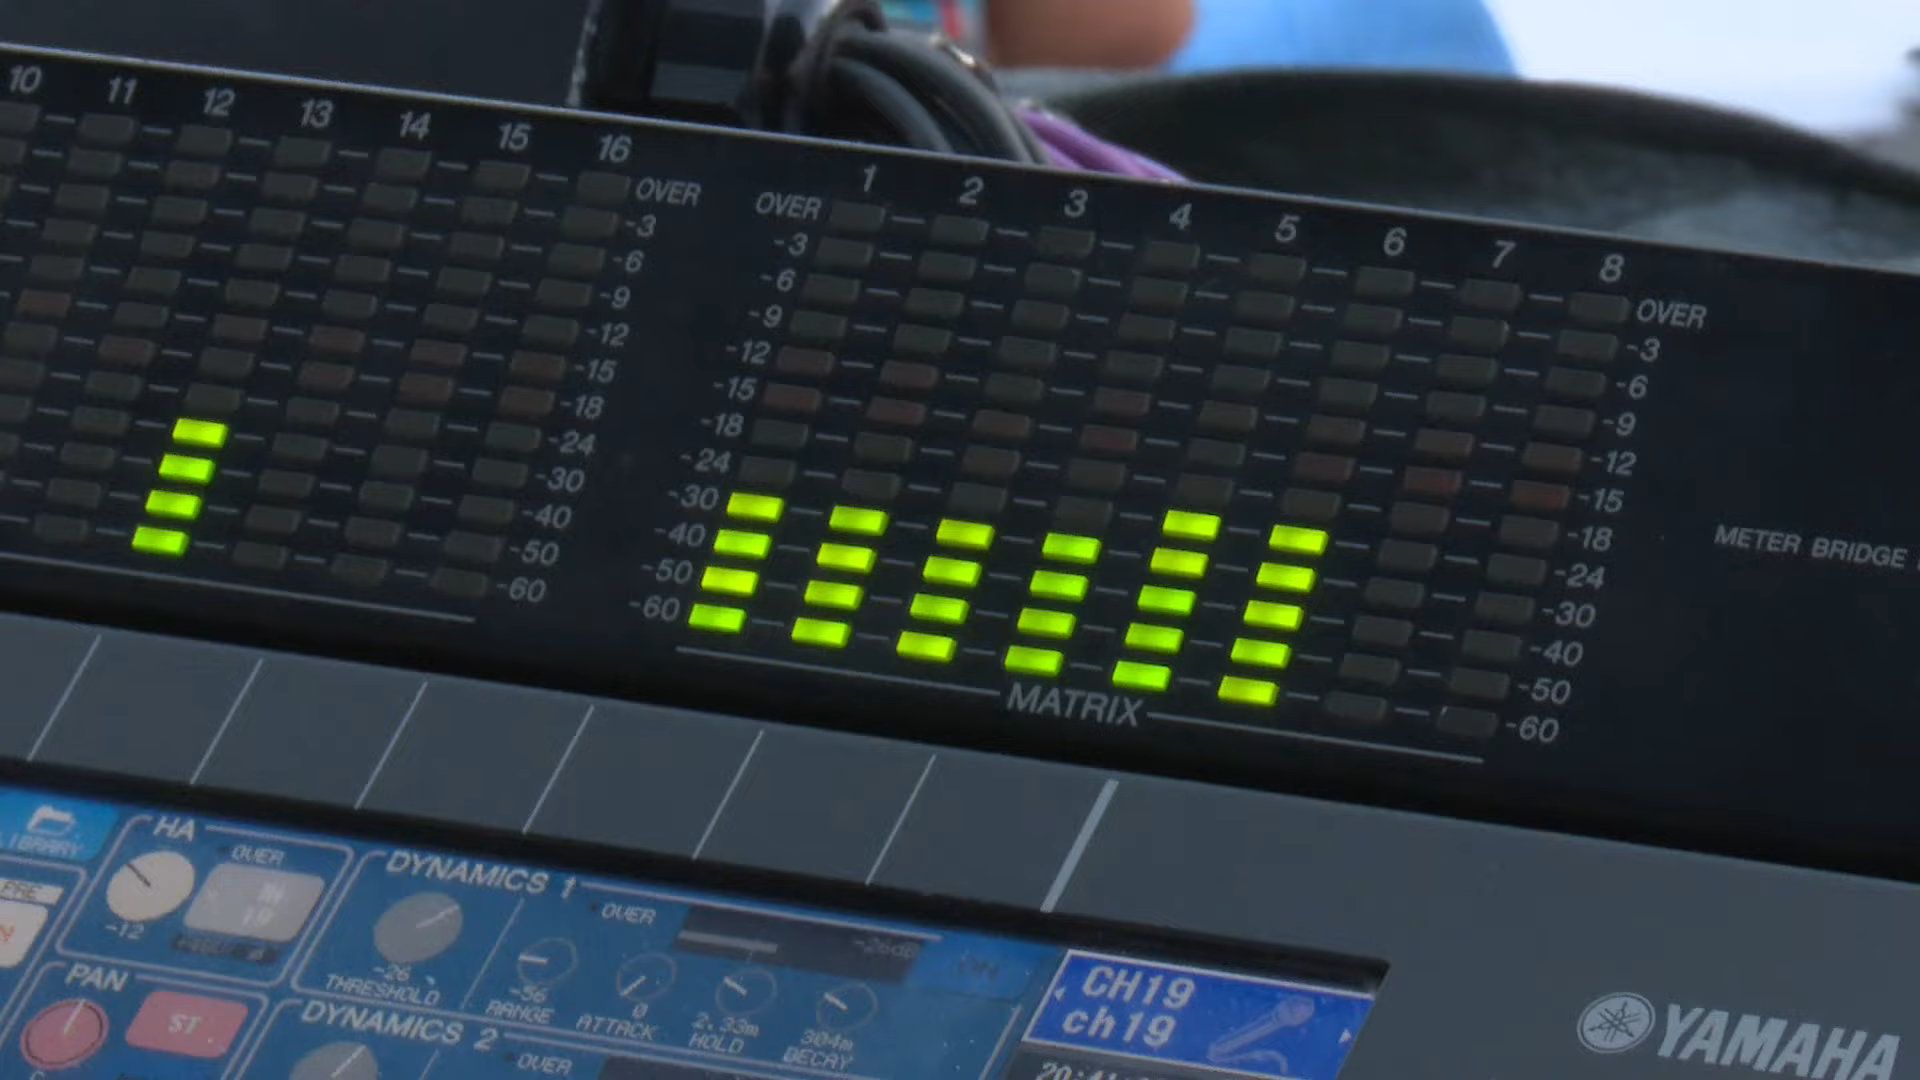 10 11 12 13 14 15 16
OVER
-3
-6
-9
-12
-15
-18
-24
-30
-40
-50
-60
1 2 3 4 5 6 7 8
OVER
-3
-6
-9
-12
-15
-18
-24
-30
-40
-50
-60
OVER
-3
-6
-9
-12
-15
-18
-24
-30
-40
-50
-60
MATRIX
METER BRIDGE
LIBRARY
HA
OVER
-12
PAN
ST
DYNAMICS 1
OVER
-26dB
-26
THRESHOLD
-56
RANGE
0
ATTACK
2.33m
HOLD
304m
DECAY
DYNAMICS 2
OVER
CH19
ch19
YAMAHA